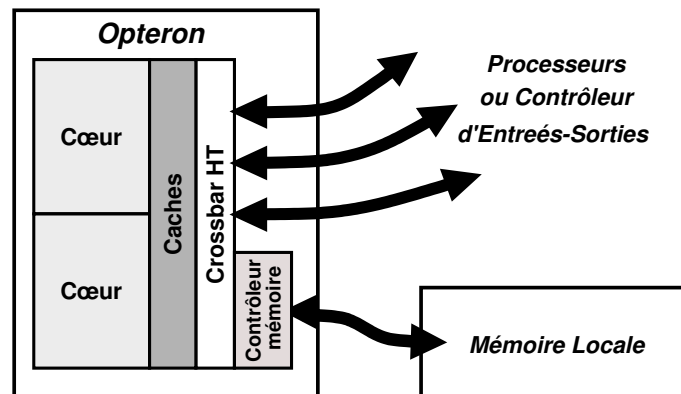 Opteron
Cœur
Cœur
Caches
Crossbar HT
Contrôleur
mémoire
Processeurs
ou Contrôleur
d'Entreés-Sorties
Mémoire Locale